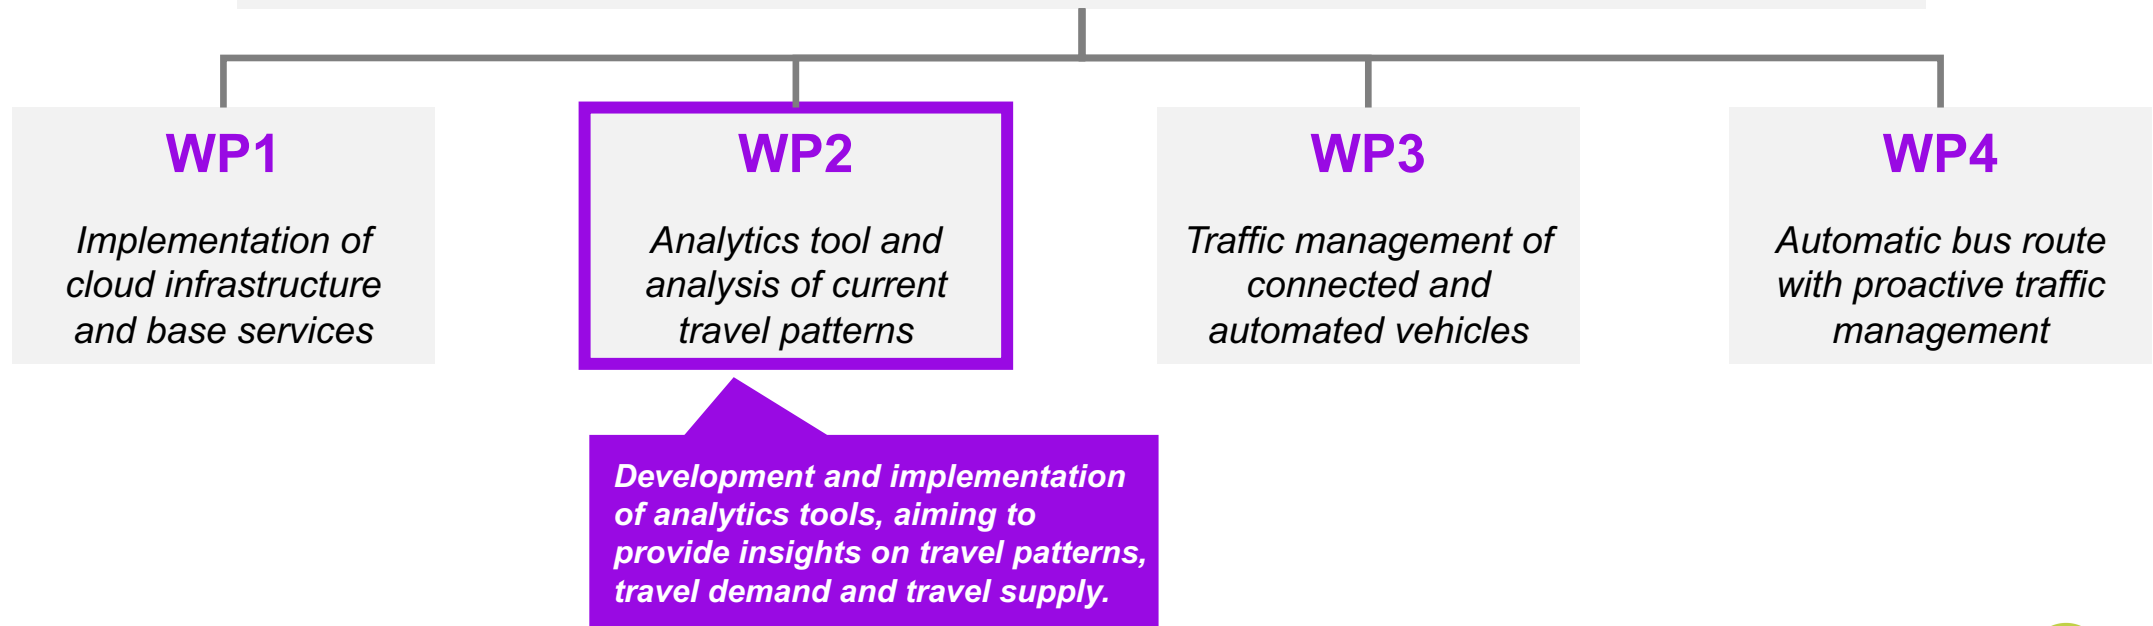 WP1
Implementation of
cloud infrastructure
and base services
WP2
Analytics tool and
analysis of current
travel patterns
WP3
Traffic management of
connected and
automated vehicles
WP4
Automatic bus route
with proactive traffic
management
Development and implementation
of analytics tools, aiming to
provide insights on travel patterns,
travel demand and travel supply.